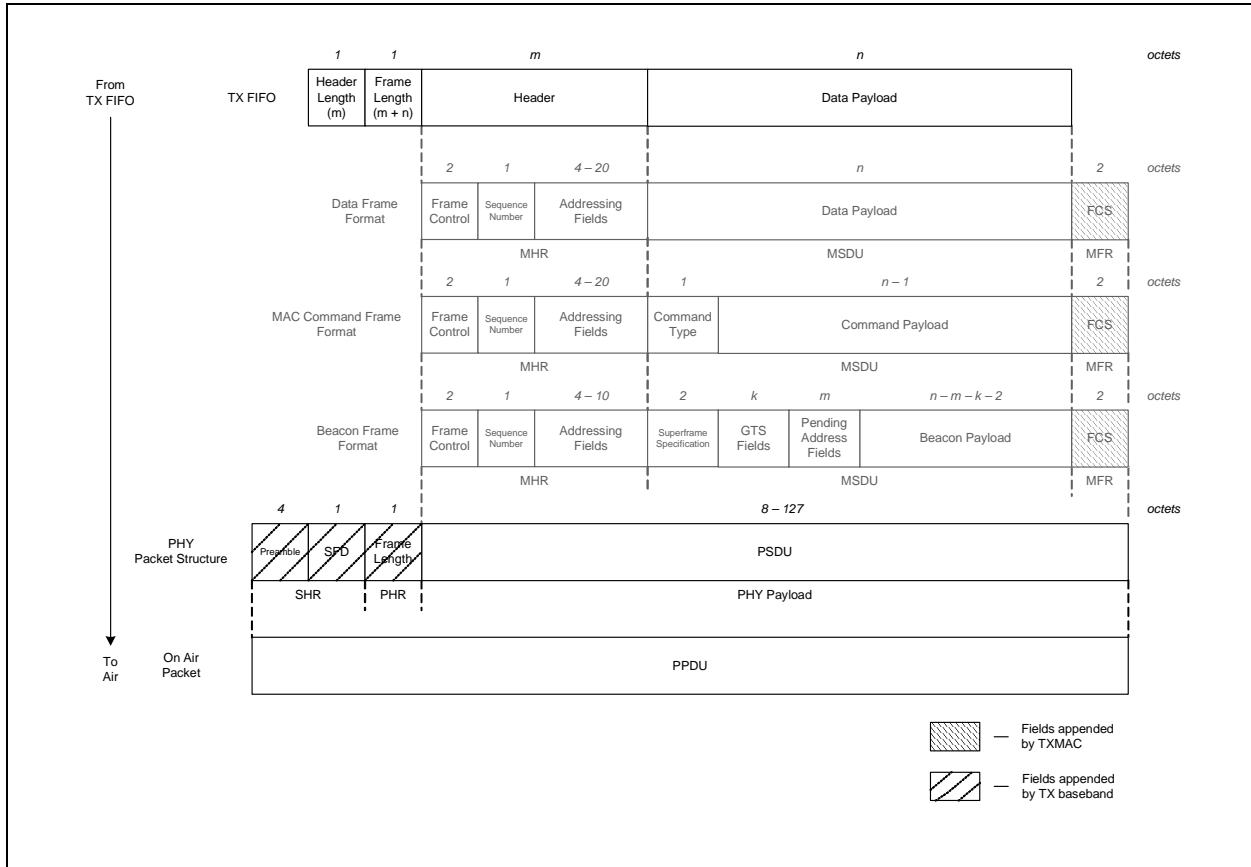 1 1 m n octets
From
TX FIFO
TX FIFO
Header
Length
(m)
Frame
Length
(m + n)
Header
Data Payload
2 1 4 – 20 n 2 octets
Data Frame
Format
Frame
Control
Sequence
Number
Addressing
Fields
Data Payload
FCS
MHR MSDU MFR
2 1 4 – 20 1 n – 1 2 octets
MAC Command Frame
Format
Frame
Control
Sequence
Number
Addressing
Fields
Command
Type
Command Payload
FCS
MHR MSDU MFR
2 1 4 – 10 2 k m n – m – k – 2 2 octets
Beacon Frame
Format
Frame
Control
Sequence
Number
Addressing
Fields
Superframe
Specification
GTS
Fields
Pending
Address
Fields
Beacon Payload
FCS
MHR MSDU MFR
4 1 1 8 – 127 octets
PHY
Packet Structure
Preamble
SFD
Frame
Length
PSDU
SHR PHR PHY Payload
To
Air
On Air
Packet
PPDU
— Fields appended
by TXMAC
— Fields appended
by TX baseband